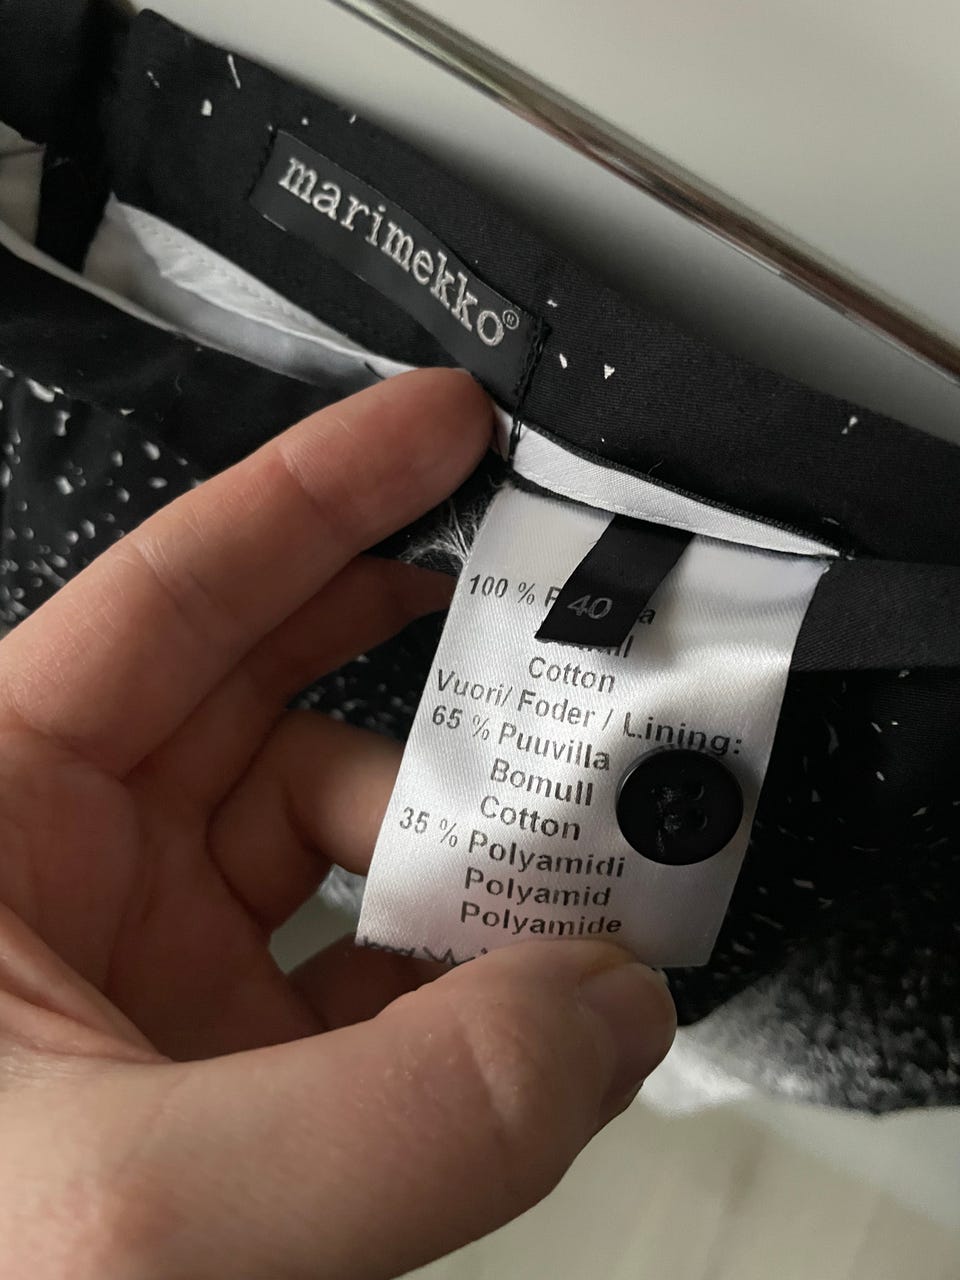 marimekko®
40
100 %
Cotton
Vuori/ Foder / Lining:
65 % Puuvilla
Bomull
Cotton
35 % Polyamidi
Polyamid
Polyamide